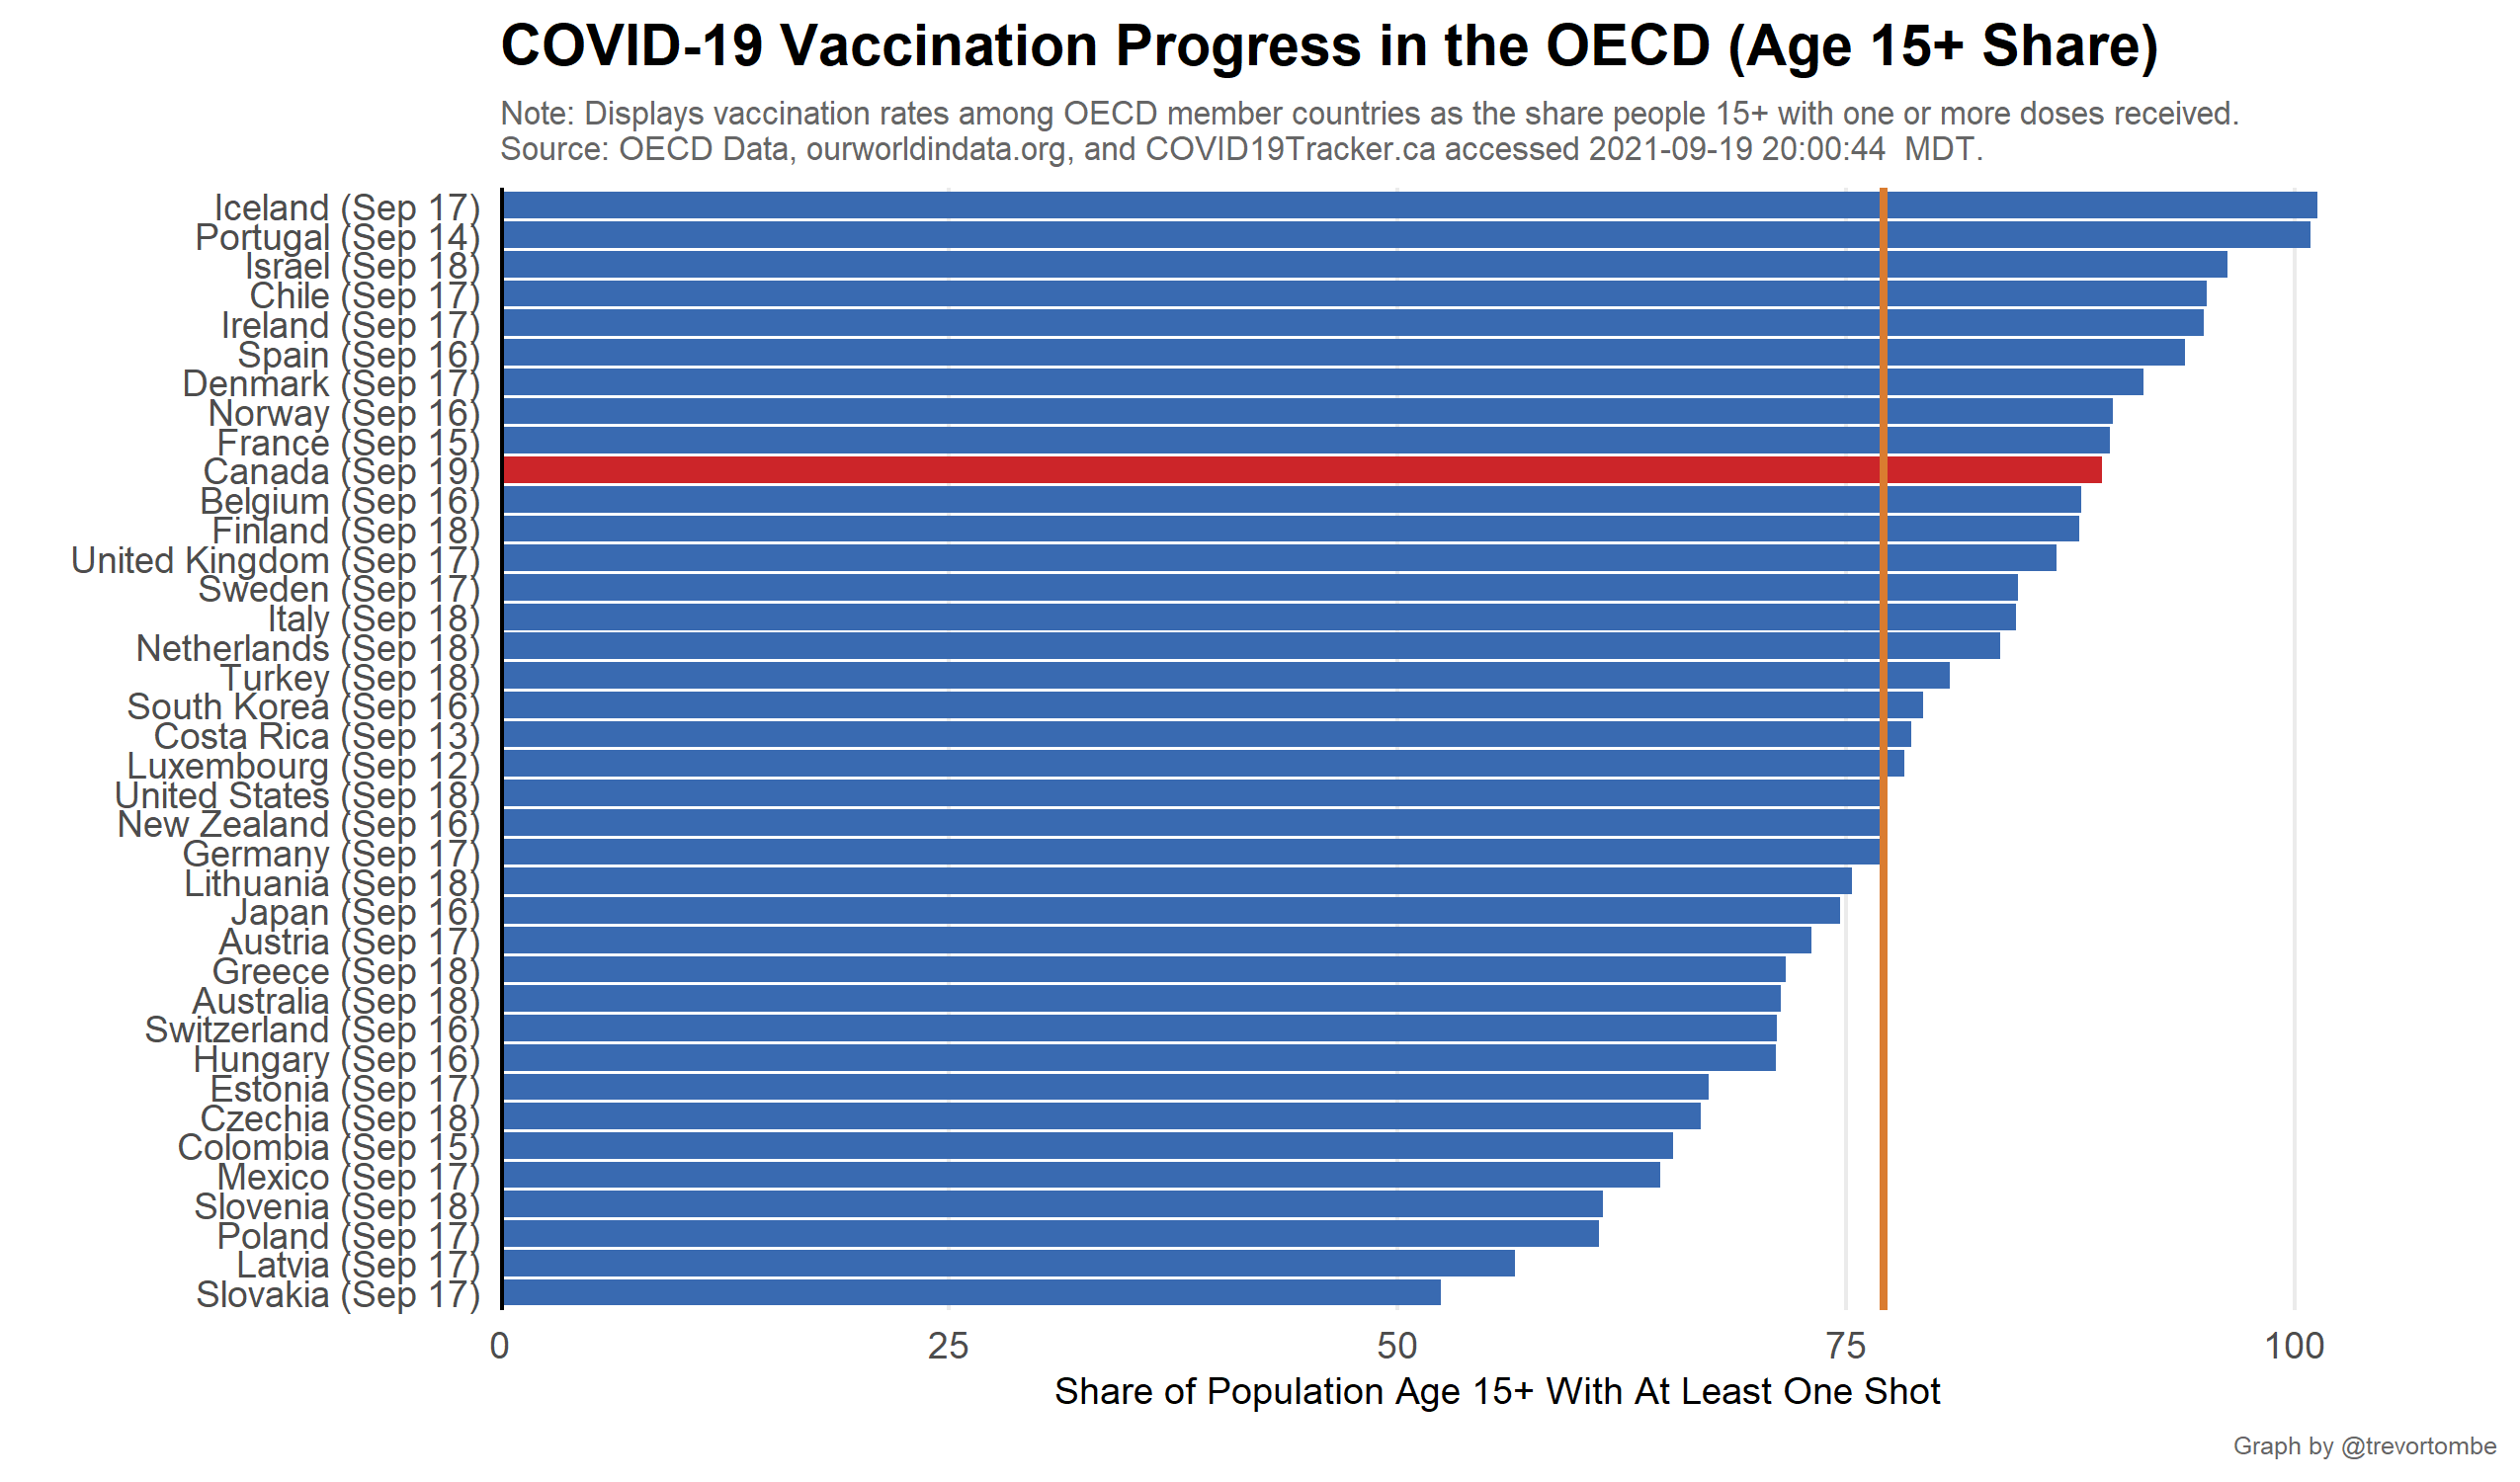 COVID-19 Vaccination Progress in the OECD (Age 15+ Share)
Note: Displays vaccination rates among OECD member countries as the share people 15+ with one or more doses received.
Source: OECD Data, ourworldindata.org, and COVID19Tracker.ca accessed 2021-09-19 20:00:44  MDT.
Iceland (Sep 17)
Portugal (Sep 14)
Israel (Sep 18)
Chile (Sep 17)
Ireland (Sep 17)
Spain (Sep 16)
Denmark (Sep 17)
Norway (Sep 16)
France (Sep 15)
Canada (Sep 19)
Belgium (Sep 16)
Finland (Sep 18)
United Kingdom (Sep 17)
Sweden (Sep 17)
Italy (Sep 18)
Netherlands (Sep 18)
Turkey (Sep 18)
South Korea (Sep 16)
Costa Rica (Sep 13)
Luxembourg (Sep 12)
United States (Sep 18)
New Zealand (Sep 16)
Germany (Sep 17)
Lithuania (Sep 18)
Japan (Sep 16)
Austria (Sep 17)
Greece (Sep 18)
Australia (Sep 18)
Switzerland (Sep 16)
Hungary (Sep 16)
Estonia (Sep 17)
Czechia (Sep 18)
Colombia (Sep 15)
Mexico (Sep 17)
Slovenia (Sep 18)
Poland (Sep 17)
Latvia (Sep 17)
Slovakia (Sep 17)
0 25 50 75 100
Share of Population Age 15+ With At Least One Shot
Graph by @trevortombe